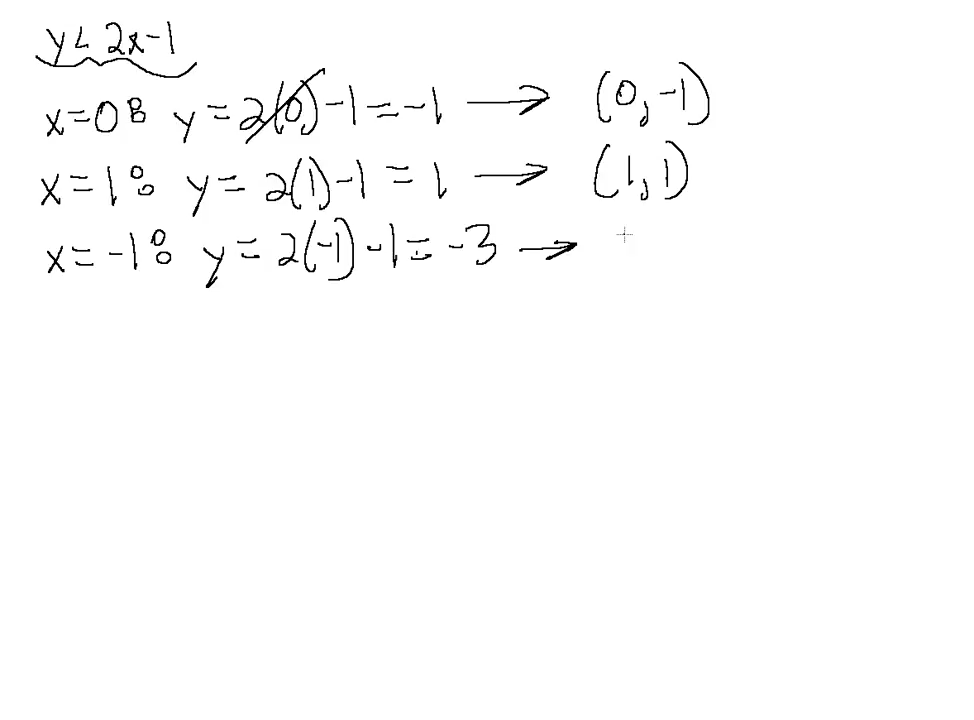 y < 2x-1
x=0: y=2(0)-1=-1 → (0,-1)
x=1: y=2(1)-1=1 → (1,1)
x=-1: y=2(-1)-1=-3 →